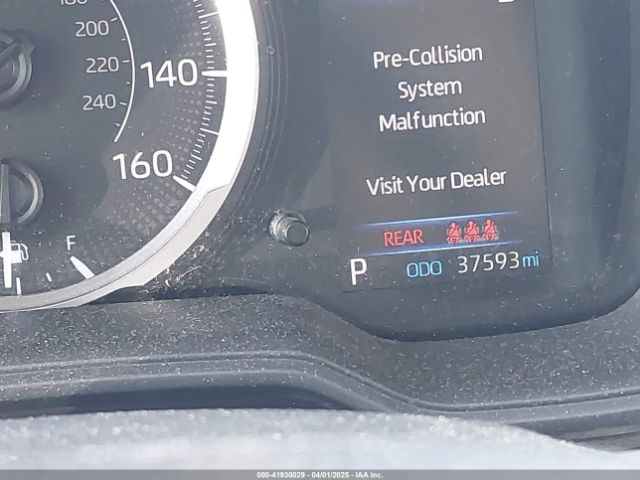 200
220
240
140
160
F
Pre-Collision
System
Malfunction
Visit Your Dealer
REAR
P ODO 37593 mi
000-41930029 - 04/01/2025 - IAA Inc.